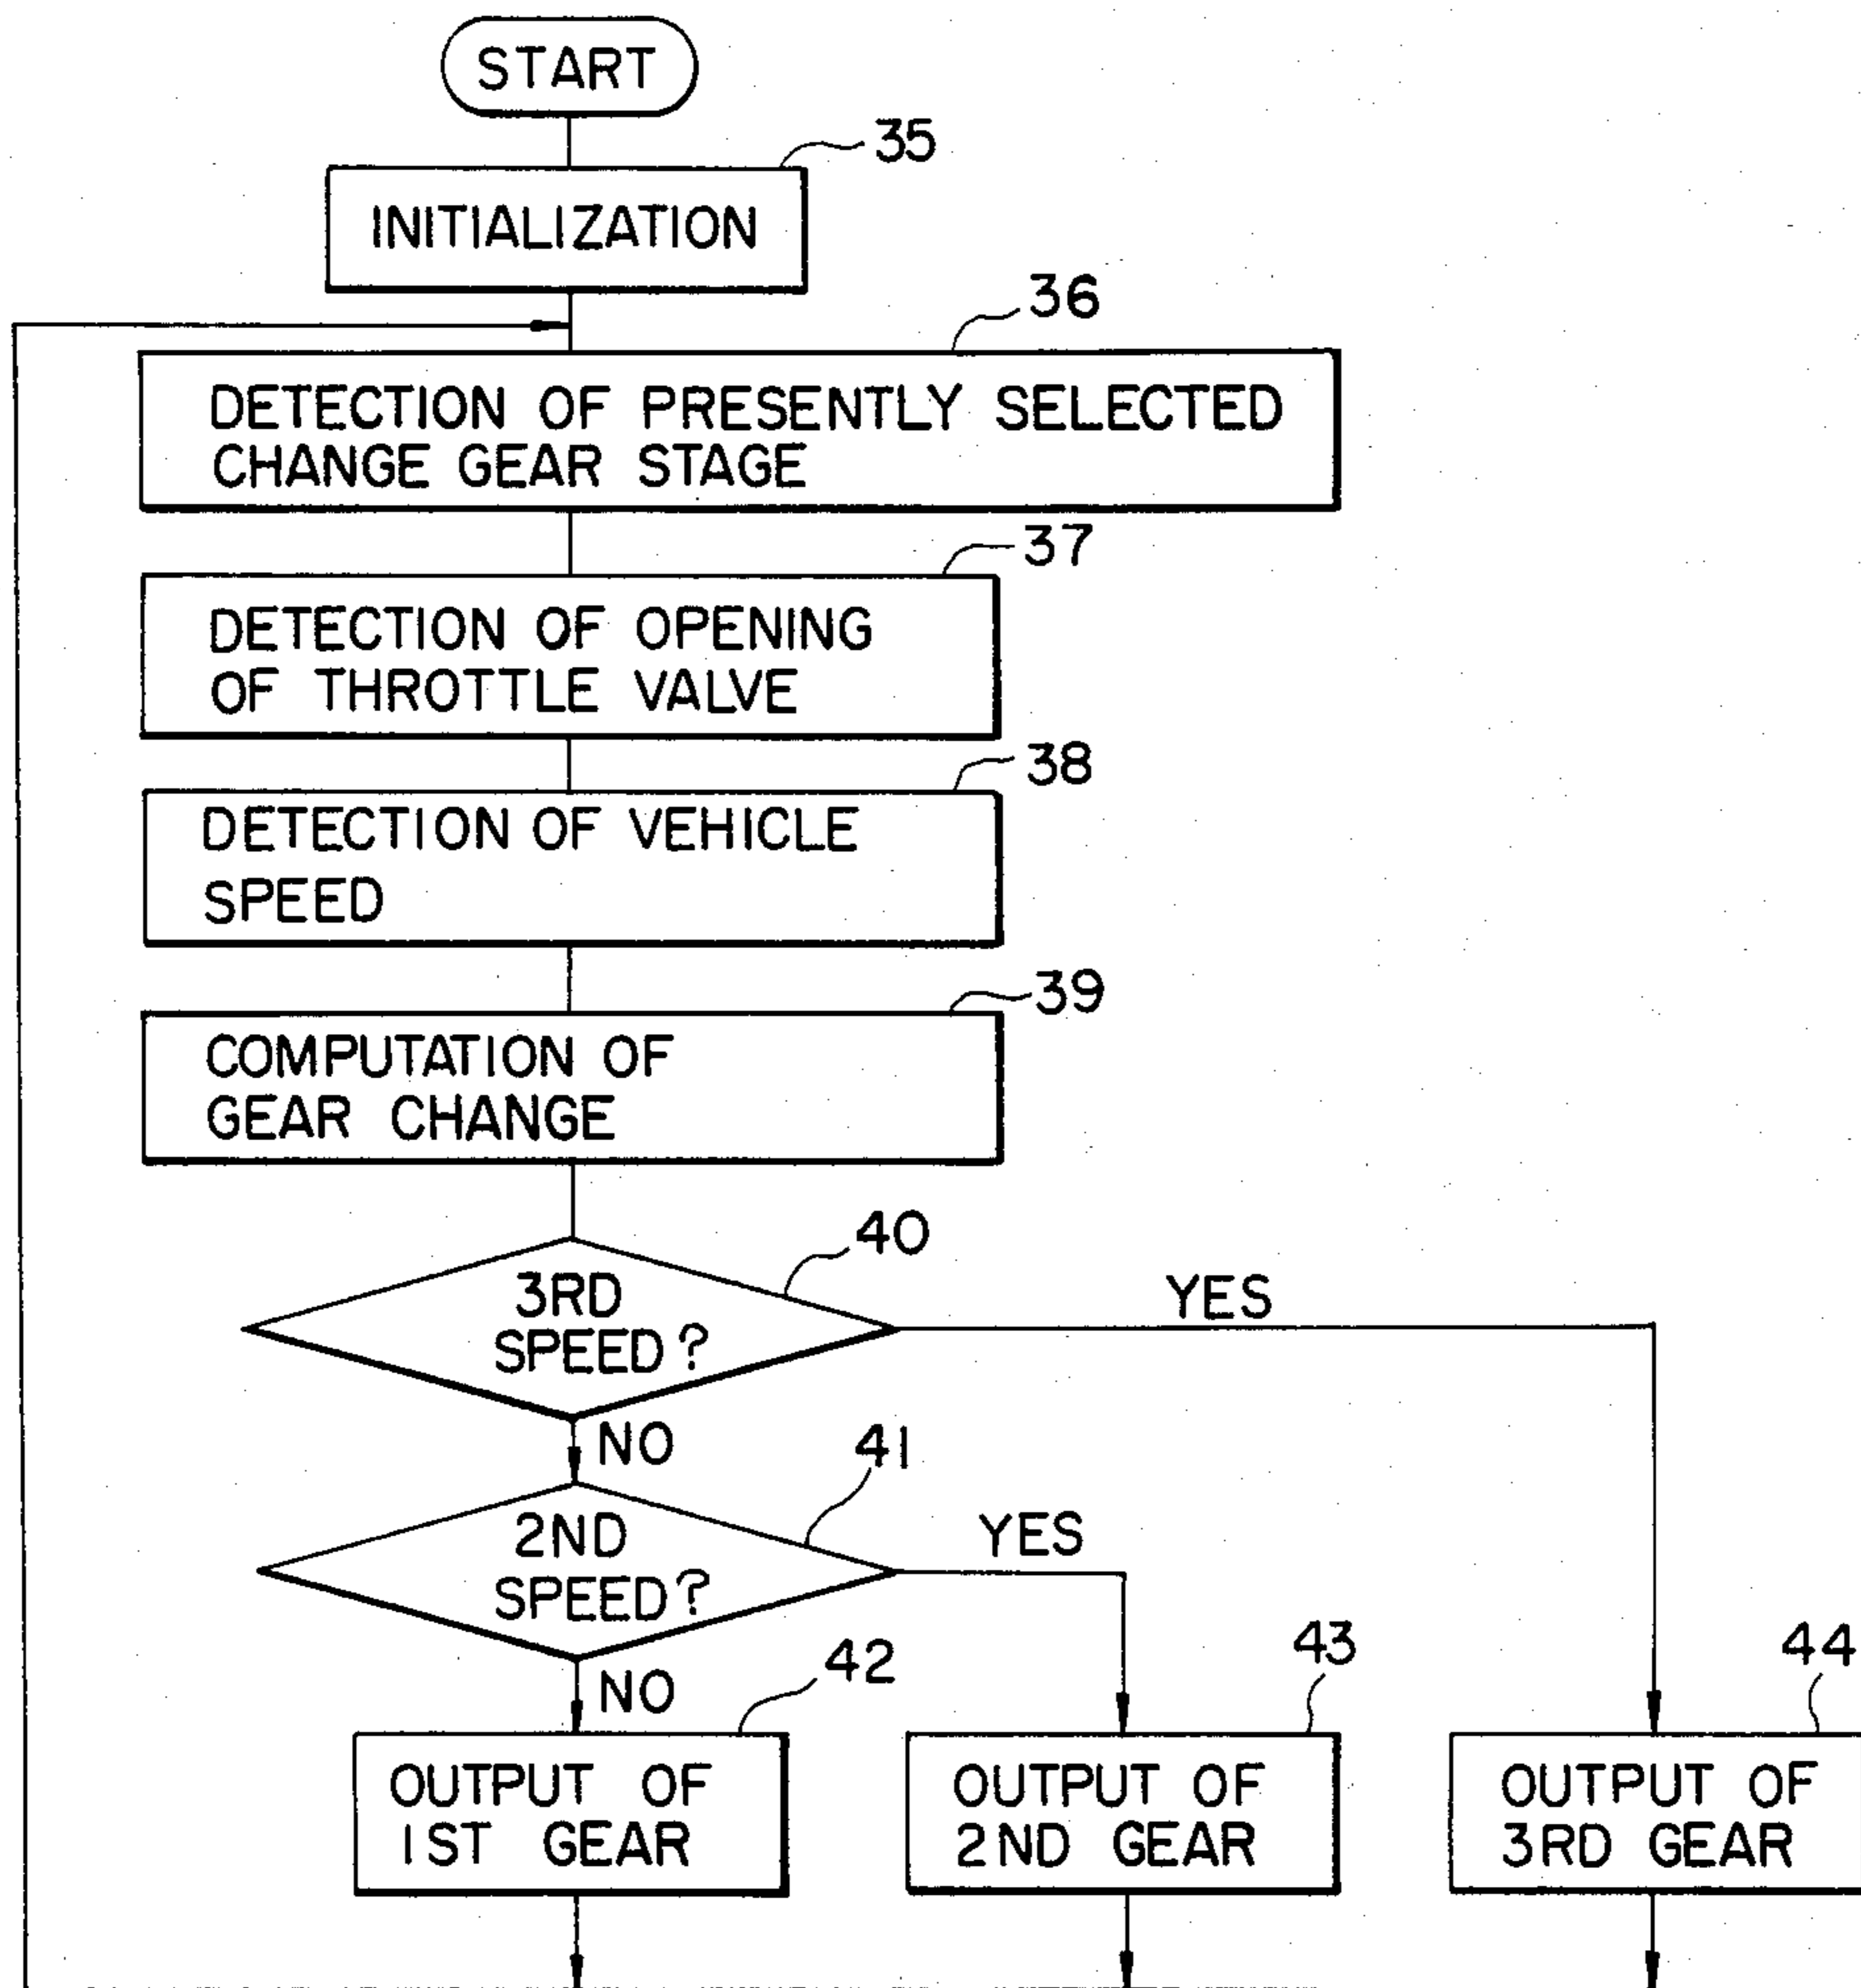 START
35
INITIALIZATION
36
DETECTION OF PRESENTLY SELECTED
CHANGE GEAR STAGE
37
DETECTION OF OPENING
OF THROTTLE VALVE
38
DETECTION OF VEHICLE
SPEED
39
COMPUTATION OF
GEAR CHANGE
40
3RD
SPEED?
YES
NO
41
2ND
SPEED?
YES
NO
42
43
44
OUTPUT OF
1ST GEAR
OUTPUT OF
2ND GEAR
OUTPUT OF
3RD GEAR